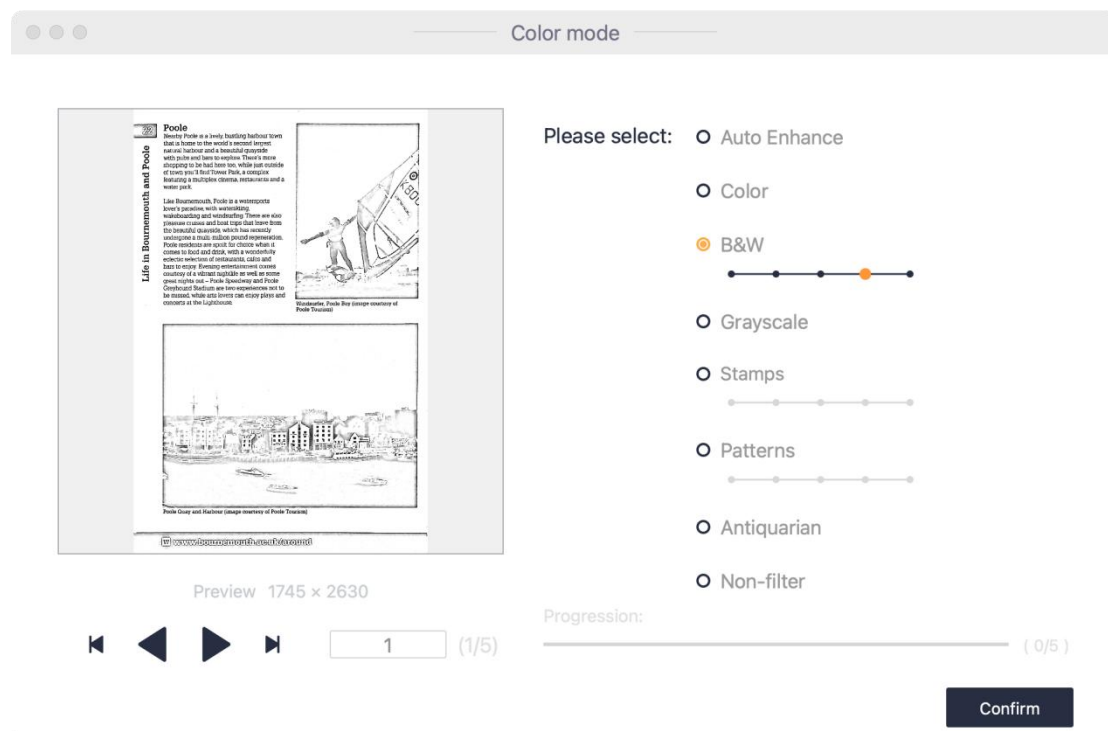 Color mode
23
Life in Bournemouth and Poole
Poole
Nearby Poole is a lively, bustling harbour town
that is home to the world's second largest
natural harbour and a beautiful quayside
with pubs and bars to explore. There's more
shopping to be had here too, while just outside
of town you'll find Tower Park, a complex
featuring a multiplex cinema, restaurants and a
water park.
Like Bournemouth, Poole is a watersports
lover's paradise, with waterskiing,
wakeboarding and windsurfing. There are also
pleasure cruises and boat trips that leave from
the beautiful quayside, which has recently
undergone a multi-million pound regeneration.
Poole residents are spoilt for choice when it
comes to food and drink, with a wonderfully
eclectic selection of restaurants, cafes and
bars to enjoy. Evening entertainment comes
courtesy of a vibrant nightlife as well as some
great nights out – Poole Speedway and Poole
Greyhound Stadium are two experiences not to
be missed, while arts lovers can enjoy plays and
concerts at the Lighthouse.
Windsurfer, Poole Bay (image courtesy of
Poole Tourism)
Poole Quay and Harbour (image courtesy of Poole Tourism)
www.bournemouth.ac.uk/around
Preview 1745 × 2630
1 (1/5)
Please select:
Auto Enhance
Color
B&W
Grayscale
Stamps
Patterns
Antiquarian
Non-filter
Progression:
( 0/5 )
Confirm